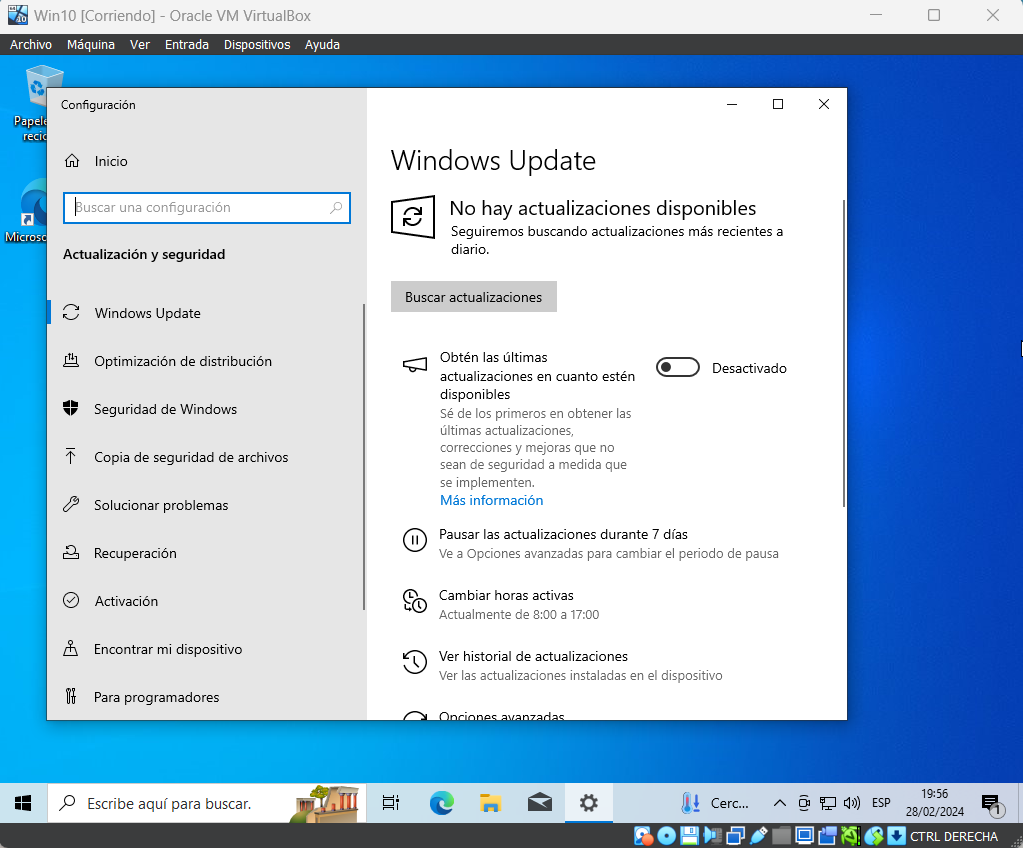 Win10 [Corriendo] - Oracle VM VirtualBox
Archivo Máquina Ver Entrada Dispositivos Ayuda
Configuración
Inicio
Buscar una configuración
Actualización y seguridad
Windows Update
Optimización de distribución
Seguridad de Windows
Copia de seguridad de archivos
Solucionar problemas
Recuperación
Activación
Encontrar mi dispositivo
Para programadores
Windows Update
No hay actualizaciones disponibles
Seguiremos buscando actualizaciones más recientes a
diario.
Buscar actualizaciones
Obtén las últimas
actualizaciones en cuanto estén
disponibles
Desactivado
Sé de los primeros en obtener las
últimas actualizaciones,
correcciones y mejoras que no
sean de seguridad a medida que
se implementen.
Más información
Pausar las actualizaciones durante 7 días
Ve a Opciones avanzadas para cambiar el periodo de pausa
Cambiar horas activas
Actualmente de 8:00 a 17:00
Ver historial de actualizaciones
Ver las actualizaciones instaladas en el dispositivo
Opciones avanzadas
Papele
recic
Microso
Escribe aquí para buscar.
Cerc...
ESP
19:56
28/02/2024
1
CTRL DERECHA